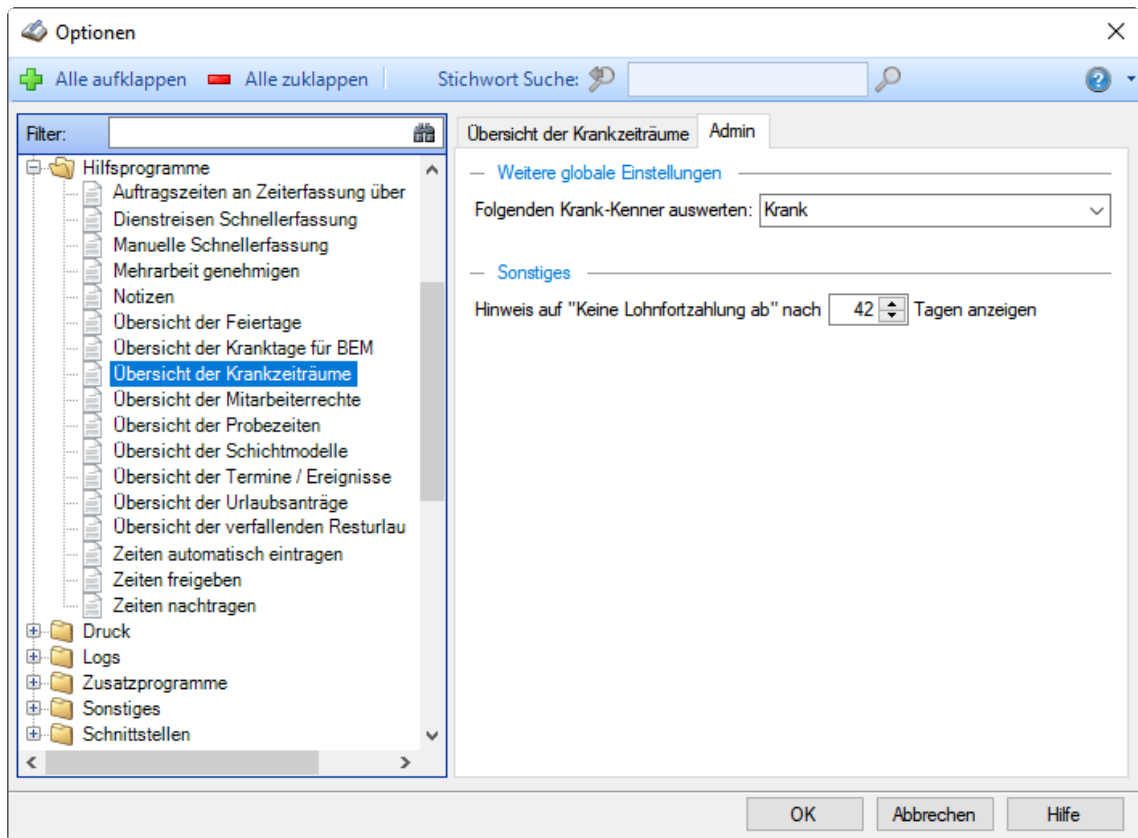 Optionen
Alle aufklappen Alle zuklappen Stichwort Suche:
Filter:
Hilfsprogramme
Auftragszeiten an Zeiterfassung über
Dienstreisen Schnellerfassung
Manuelle Schnellerfassung
Mehrarbeit genehmigen
Notizen
Übersicht der Feiertage
Übersicht der Kranktage für BEM
Übersicht der Krankzeiträume
Übersicht der Mitarbeiterrechte
Übersicht der Probezeiten
Übersicht der Schichtmodelle
Übersicht der Termine / Ereignisse
Übersicht der Urlaubsanträge
Übersicht der verfallenden Resturlau
Zeiten automatisch eintragen
Zeiten freigeben
Zeiten nachtragen
Druck
Logs
Zusatzprogramme
Sonstiges
Schnittstellen
Übersicht der Krankzeiträume Admin
Weitere globale Einstellungen
Folgenden Krank-Kenner auswerten: Krank
Sonstiges
Hinweis auf "Keine Lohnfortzahlung ab" nach 42 Tagen anzeigen
OK Abbrechen Hilfe